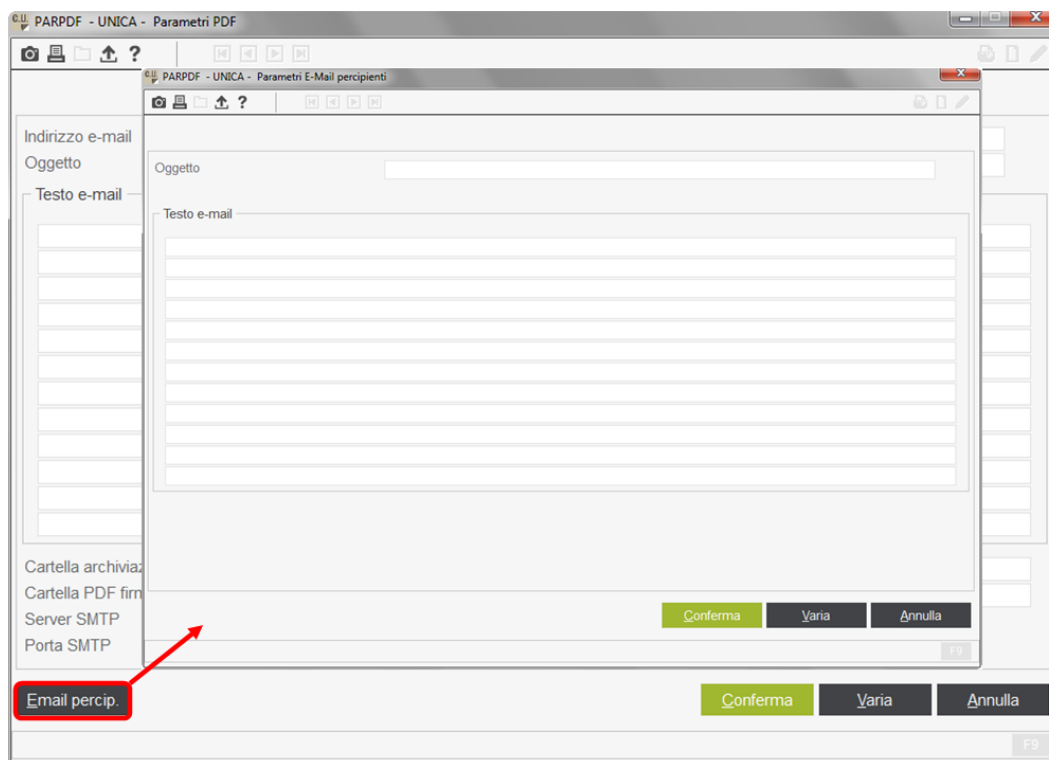 C.U. PARPDF - UNICA - Parametri PDF
?
C.U. PARPDF - UNICA - Parametri E-Mail percipienti
?
Indirizzo e-mail
Oggetto
Testo e-mail
Oggetto
Testo e-mail
Cartella archiviaz
Cartella PDF firm
Server SMTP
Porta SMTP
Conferma Varia Annulla
F9
Email percip.
Conferma Varia Annulla
F9